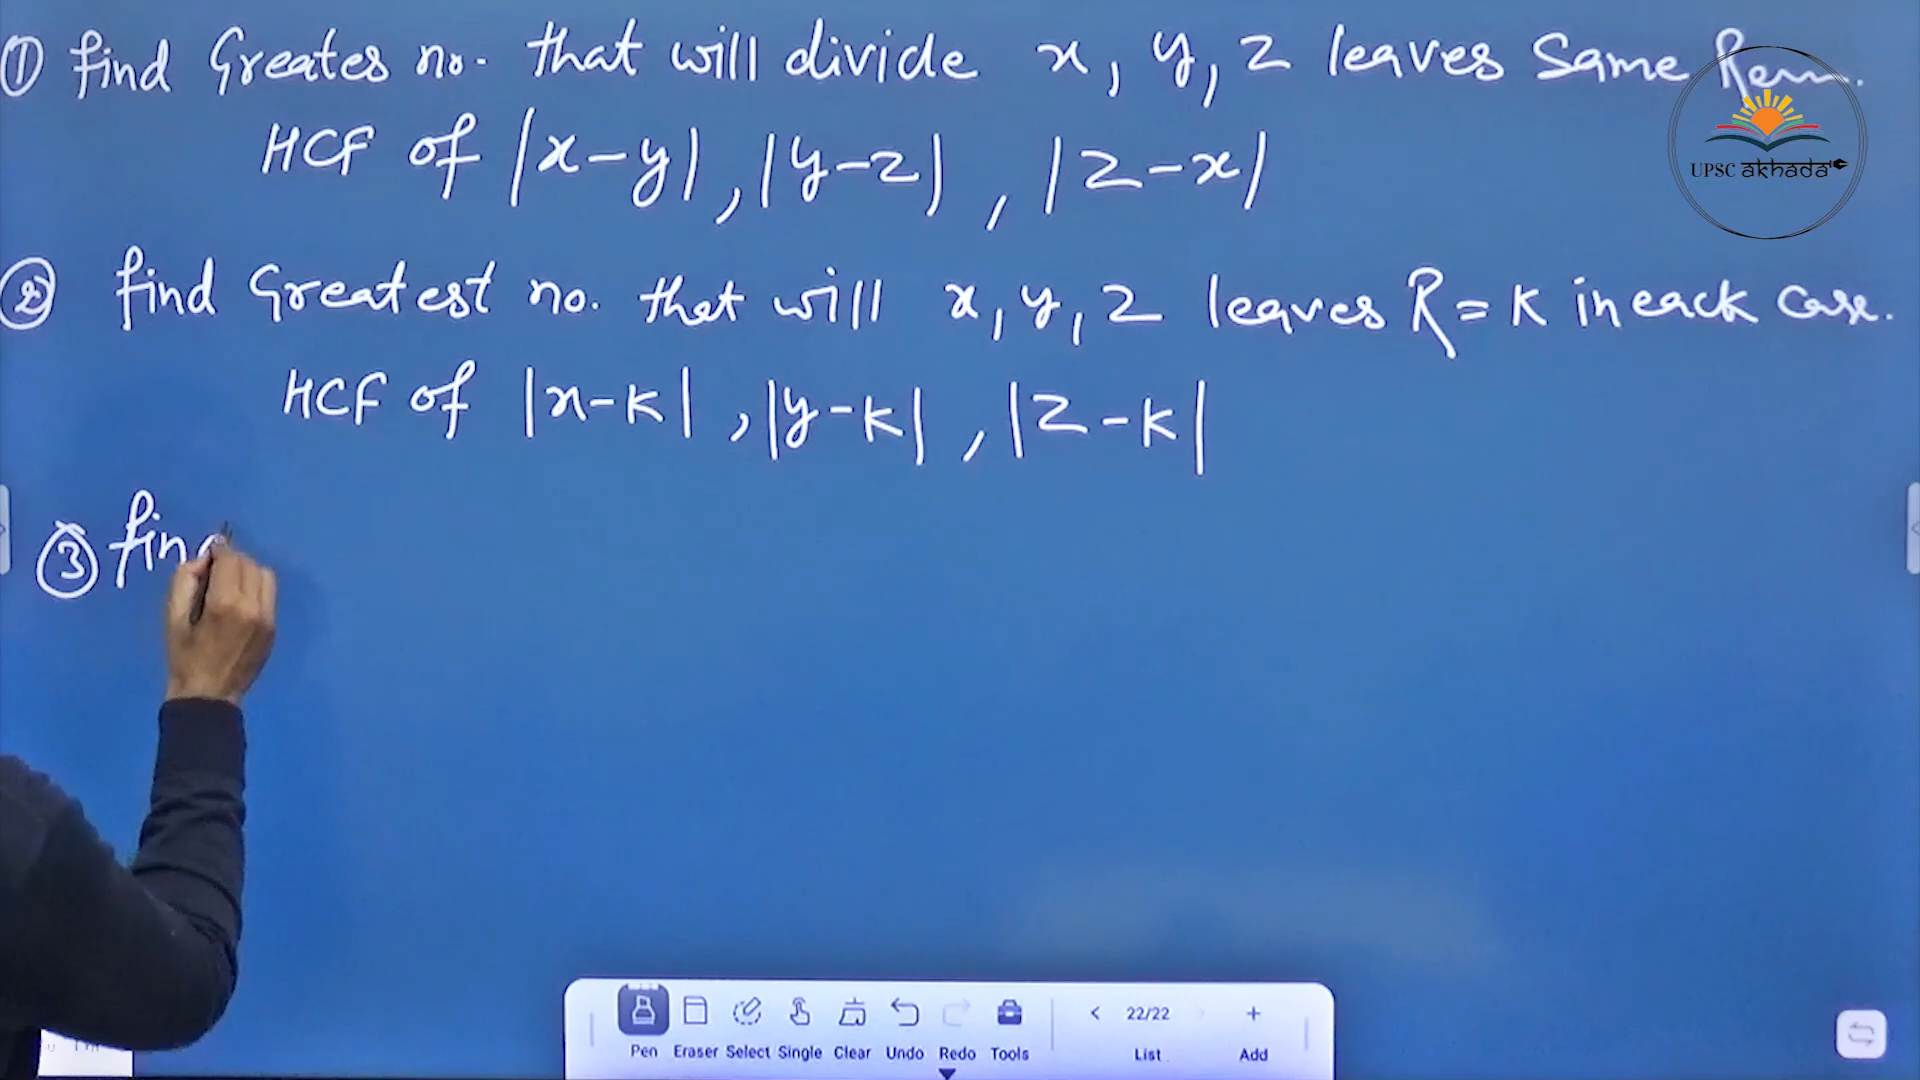 ① find Greates no. that will divide x, y, z leaves Same Rem.
HCF of |x-y|, |y-z|, |z-x|
UPSC akhada
② find Greatest no. that will x, y, z leaves R = K in each case.
HCF of |x-K|, |y-K|, |z-K|
③ fin
Pen Eraser Select Single Clear Undo Redo Tools < 22/22 > List + Add